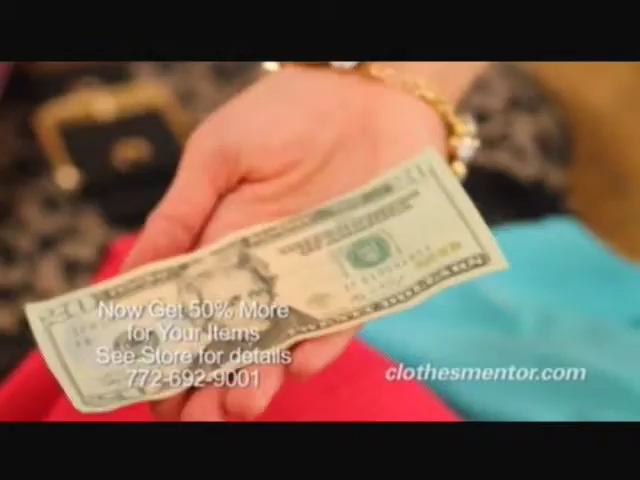 Now Get 50% More
for Your Items
See Store for details
772-692-9001
clothesmentor.com